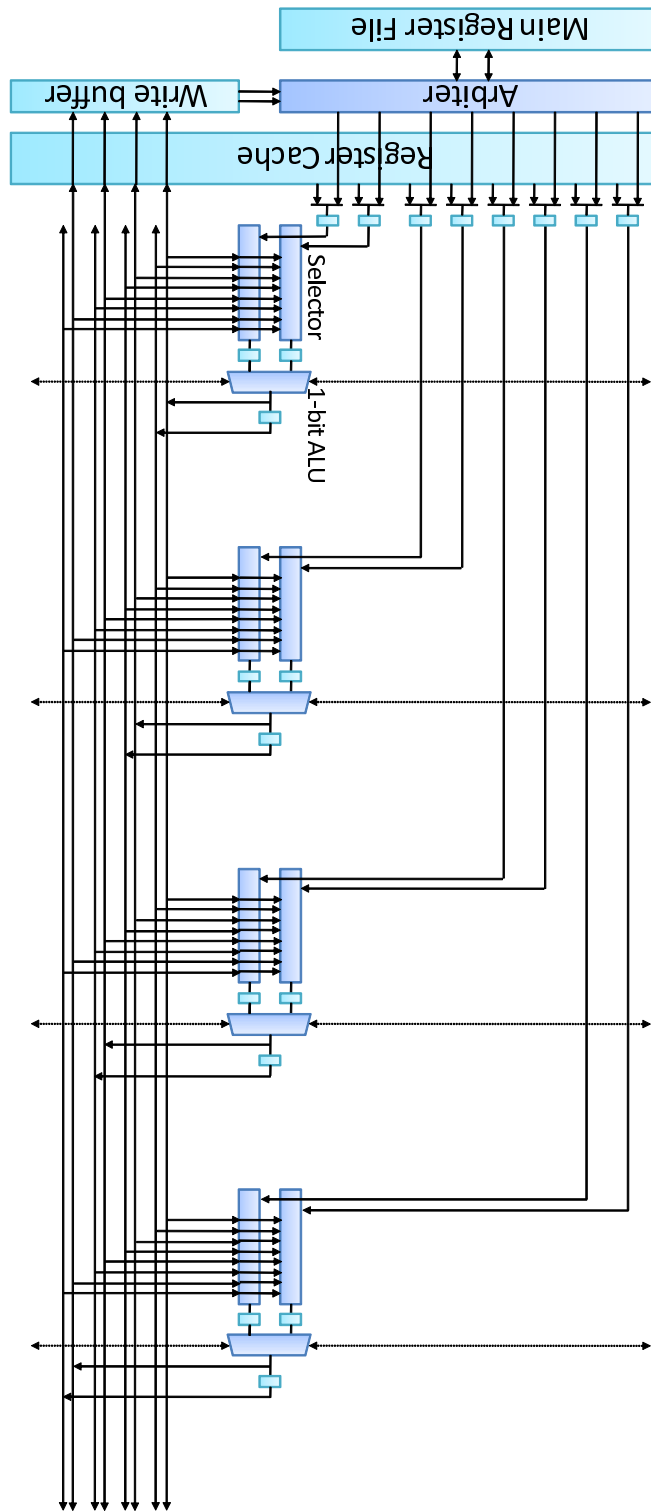 Main Register File
Write buffer
Arbiter
Register Cache
Selector
1-bit ALU